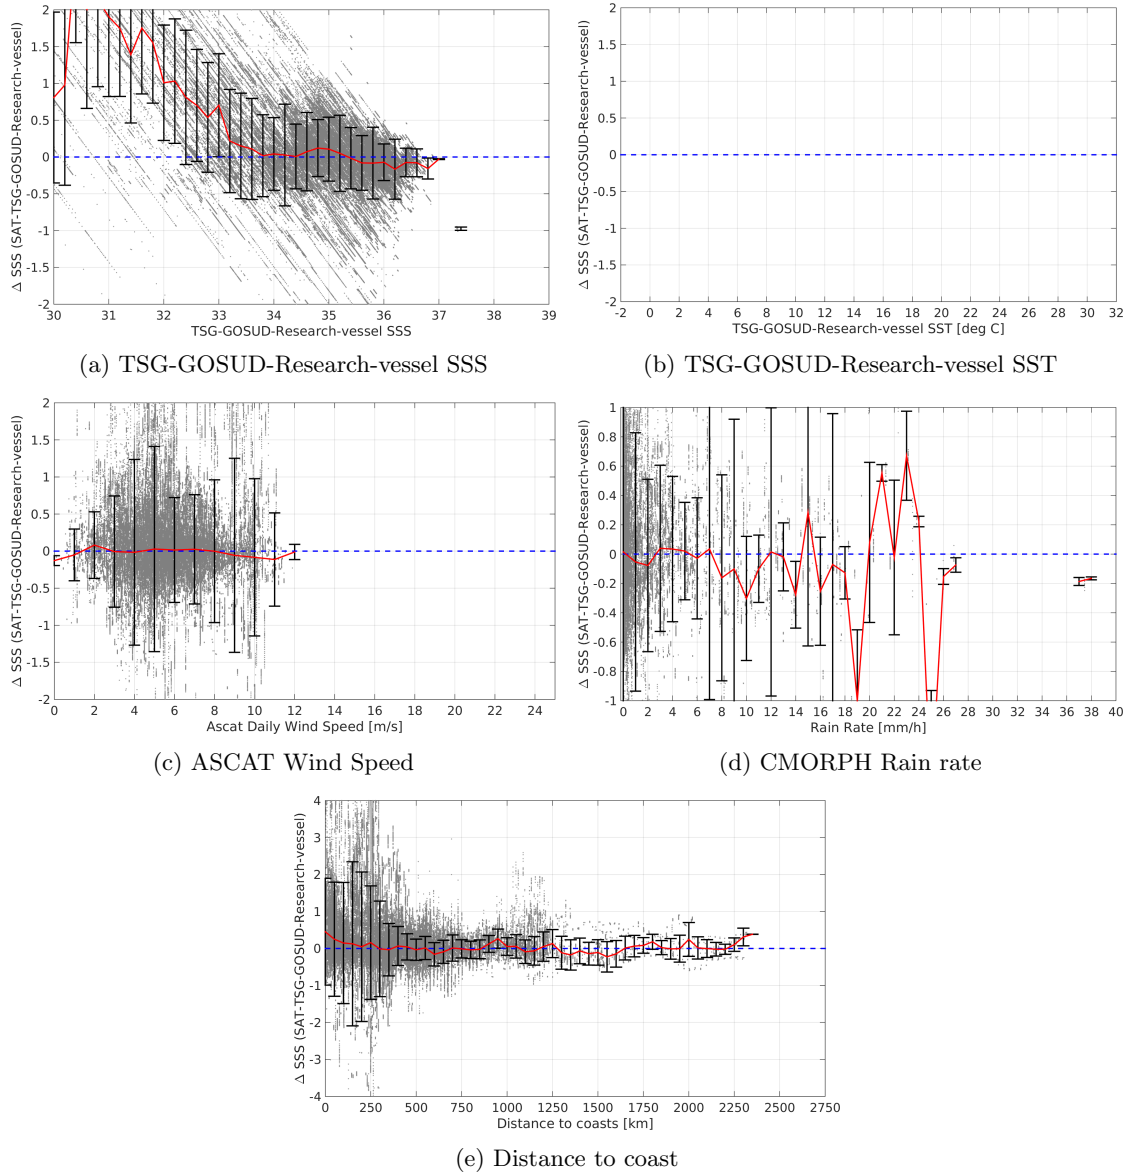 Δ SSS (SAT-TSG-GOSUD-Research-vessel)
2
1.5
1
0.5
0
-0.5
-1
-1.5
-2
30 31 32 33 34 35 36 37 38 39
TSG-GOSUD-Research-vessel SSS
(a) TSG-GOSUD-Research-vessel SSS
Δ SSS (SAT-TSG-GOSUD-Research-vessel)
2
1.5
1
0.5
0
-0.5
-1
-1.5
-2
-2 0 2 4 6 8 10 12 14 16 18 20 22 24 26 28 30 32
TSG-GOSUD-Research-vessel SST [deg C]
(b) TSG-GOSUD-Research-vessel SST
Δ SSS (SAT-TSG-GOSUD-Research-vessel)
2
1.5
1
0.5
0
-0.5
-1
-1.5
-2
0 2 4 6 8 10 12 14 16 18 20 22 24
Ascat Daily Wind Speed [m/s]
(c) ASCAT Wind Speed
Δ SSS (SAT-TSG-GOSUD-Research-vessel)
1
0.8
0.6
0.4
0.2
0
-0.2
-0.4
-0.6
-0.8
-1
0 2 4 6 8 10 12 14 16 18 20 22 24 26 28 30 32 34 36 38 40
Rain Rate [mm/h]
(d) CMORPH Rain rate
Δ SSS (SAT-TSG-GOSUD-Research-vessel)
4
3
2
1
0
-1
-2
-3
-4
0 250 500 750 1000 1250 1500 1750 2000 2250 2500 2750
Distance to coasts [km]
(e) Distance to coast